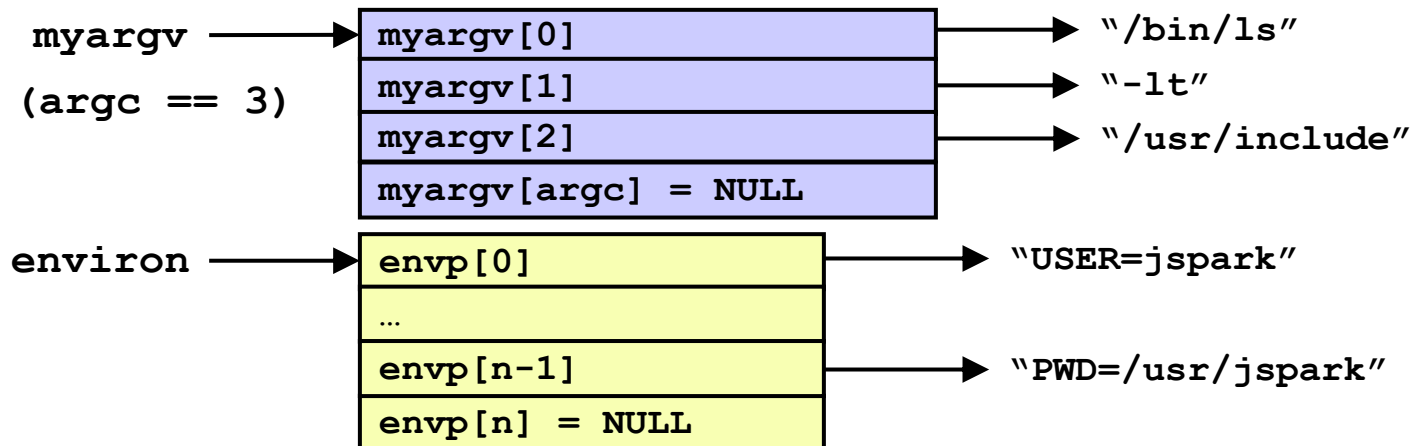 myargv myargv[0] “/bin/ls”
(argc == 3) myargv[1] “-lt”
myargv[2] “/usr/include”
myargv[argc] = NULL
environ envp[0] “USER=jspark”
…
envp[n-1] “PWD=/usr/jspark”
envp[n] = NULL